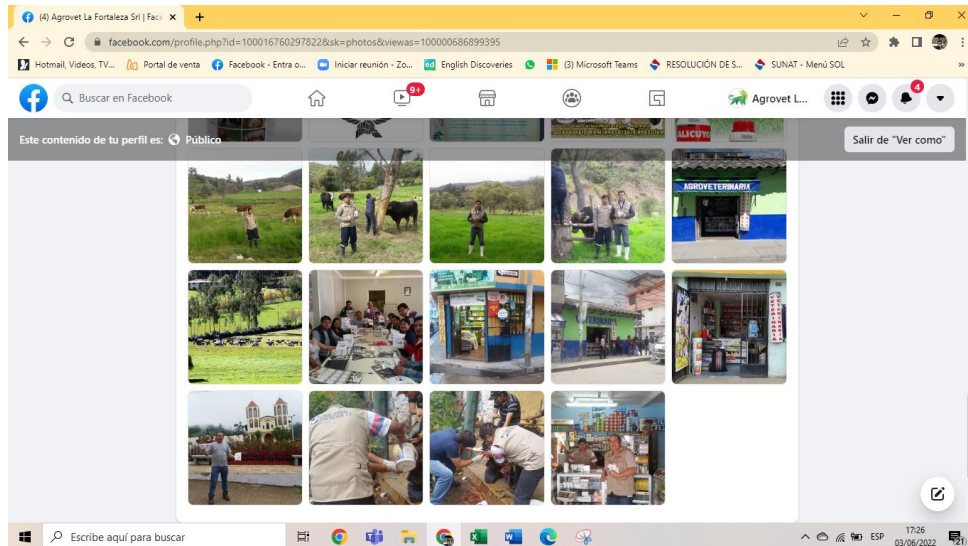 (4) Agrovet La Fortaleza Srl | Face
facebook.com/profile.php?id=100016760297822&sk=photos&viewas=100000686899395
Hotmail, Videos, TV... Portal de venta Facebook - Entra o... Iniciar reunión - Zo... English Discoveries (3) Microsoft Teams RESOLUCIÓN DE S... SUNAT - Menú SOL
Buscar en Facebook 9+ Agrovet L... 4
Este contenido de tu perfil es: Público Salir de "Ver como"
ALICUYO
AGROVETERINARIA
VETERINARIA
Escribe aquí para buscar ESP 17:26
03/06/2022 21